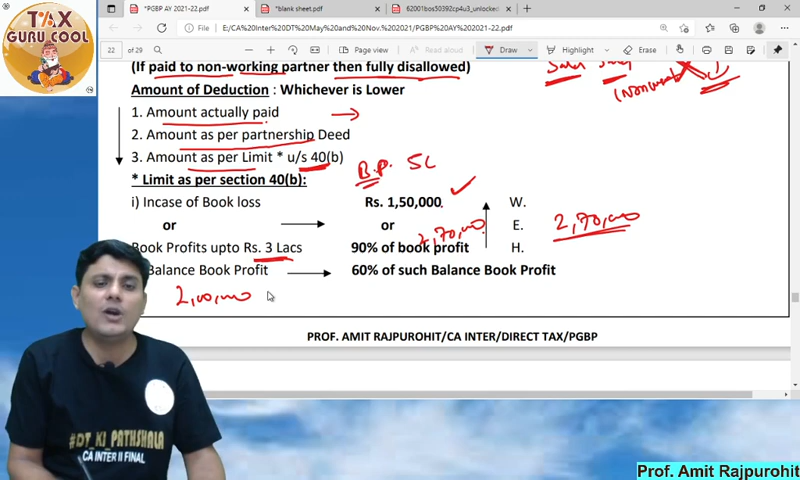 TAX
GURU COOL
*PGBP AY 2021-22.pdf
*blank sheet.pdf
62001bos50392cp4u3_unlocked
E:/CA%20Inter%20DT%20May%20and%20Nov.%202021/PGBP%20AY%202021-22.pdf
22 of 29
Page view
Draw
Highlight
Erase
(If paid to non-working partner then fully disallowed)
Amount of Deduction : Whichever is Lower
1. Amount actually paid
2. Amount as per partnership Deed
3. Amount as per Limit * u/s 40(b)
B.P. 5L
* Limit as per section 40(b):
i) Incase of Book loss Rs. 1,50,000 W.
or or 2,70,000 E. 2,70,000
Book Profits upto Rs. 3 Lacs 90% of book profit H.
Balance Book Profit 60% of such Balance Book Profit
2,00,000
PROF. AMIT RAJPUROHIT/CA INTER/DIRECT TAX/PGBP
#DT KI PATHSHALA
CA INTER II FINAL
Prof. Amit Rajpurohit